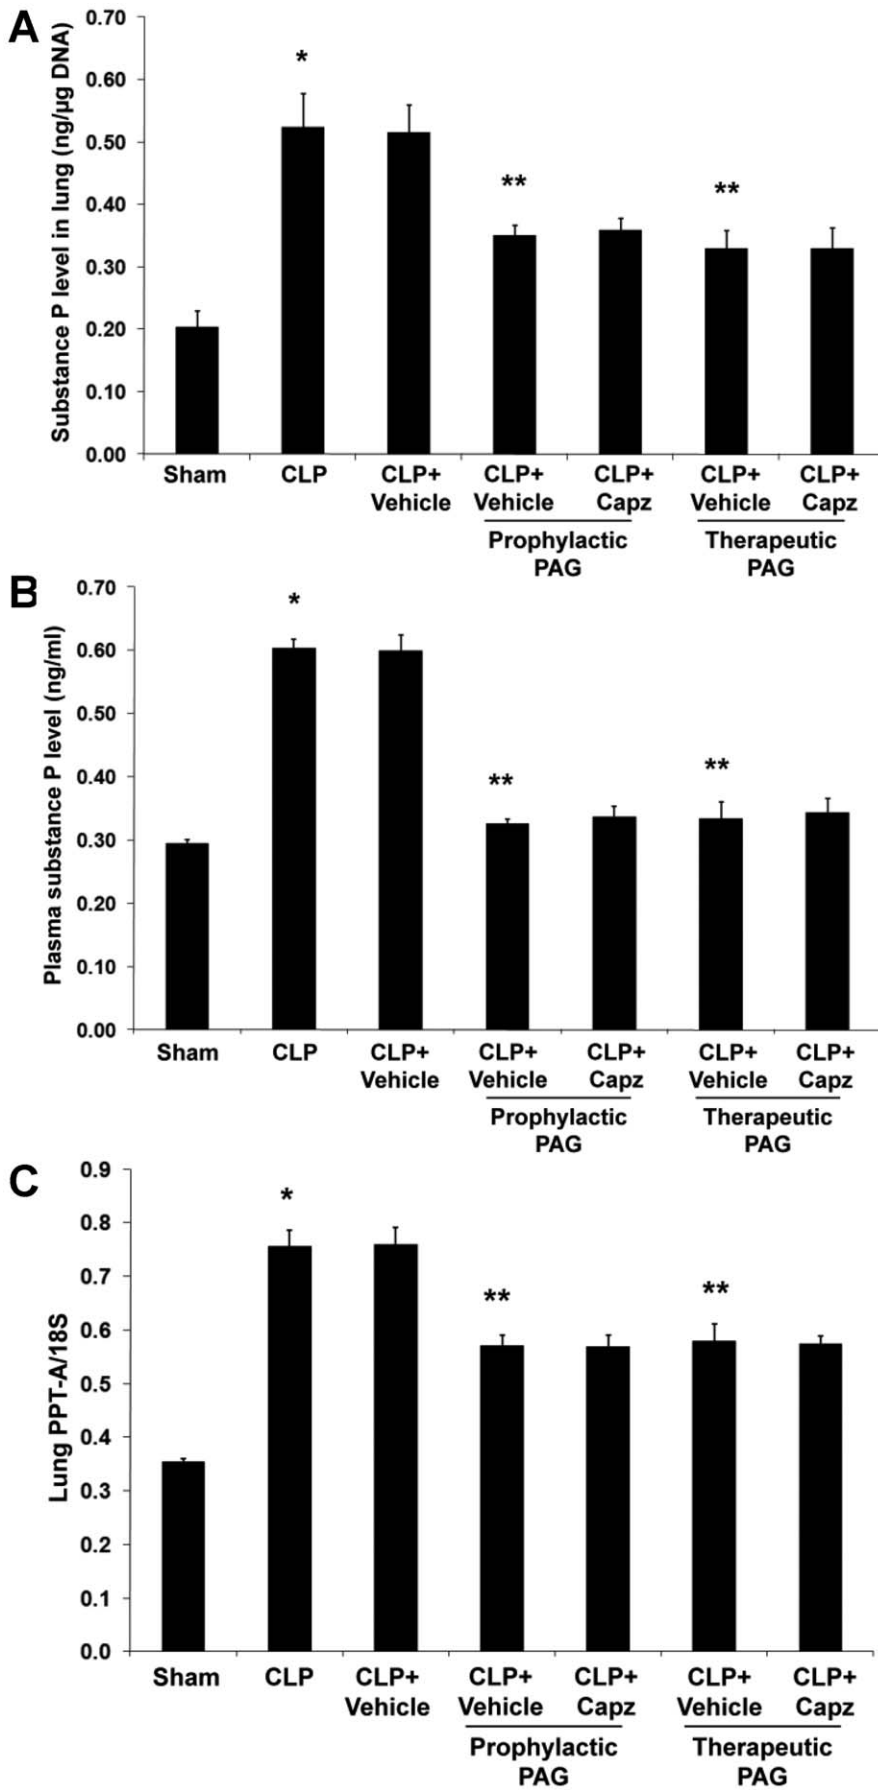 A
Substance P level in lung (ng/µg DNA)
0.70
0.60
0.50
0.40
0.30
0.20
0.10
0.00
*
**
**
Sham CLP CLP+ CLP+ CLP+ CLP+ CLP+
Vehicle Vehicle Capz Vehicle Capz
Prophylactic Therapeutic
PAG PAG
B
Plasma substance P level (ng/ml)
0.70
0.60
0.50
0.40
0.30
0.20
0.10
0.00
*
**
**
Sham CLP CLP+ CLP+ CLP+ CLP+ CLP+
Vehicle Vehicle Capz Vehicle Capz
Prophylactic Therapeutic
PAG PAG
C
Lung PPT-A/18S
0.9
0.8
0.7
0.6
0.5
0.4
0.3
0.2
0.1
0.0
*
**
**
Sham CLP CLP+ CLP+ CLP+ CLP+ CLP+
Vehicle Vehicle Capz Vehicle Capz
Prophylactic Therapeutic
PAG PAG